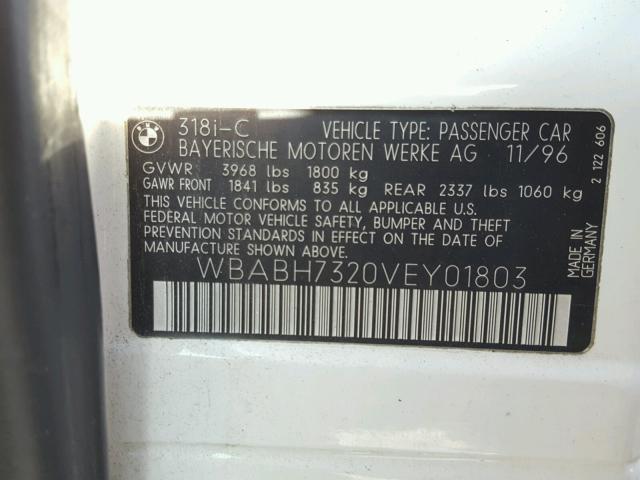 BMW
318i-C VEHICLE TYPE: PASSENGER CAR
BAYERISCHE MOTOREN WERKE AG 11/96
GVWR 3968 lbs 1800 kg
GAWR FRONT 1841 lbs 835 kg REAR 2337 lbs 1060 kg
THIS VEHICLE CONFORMS TO ALL APPLICABLE U.S.
FEDERAL MOTOR VEHICLE SAFETY, BUMPER AND THEFT
PREVENTION STANDARDS IN EFFECT ON THE DATE OF
MANUFACTURE SHOWN ABOVE.
WBABH7320VEY01803
2 122 606
MADE IN
GERMANY